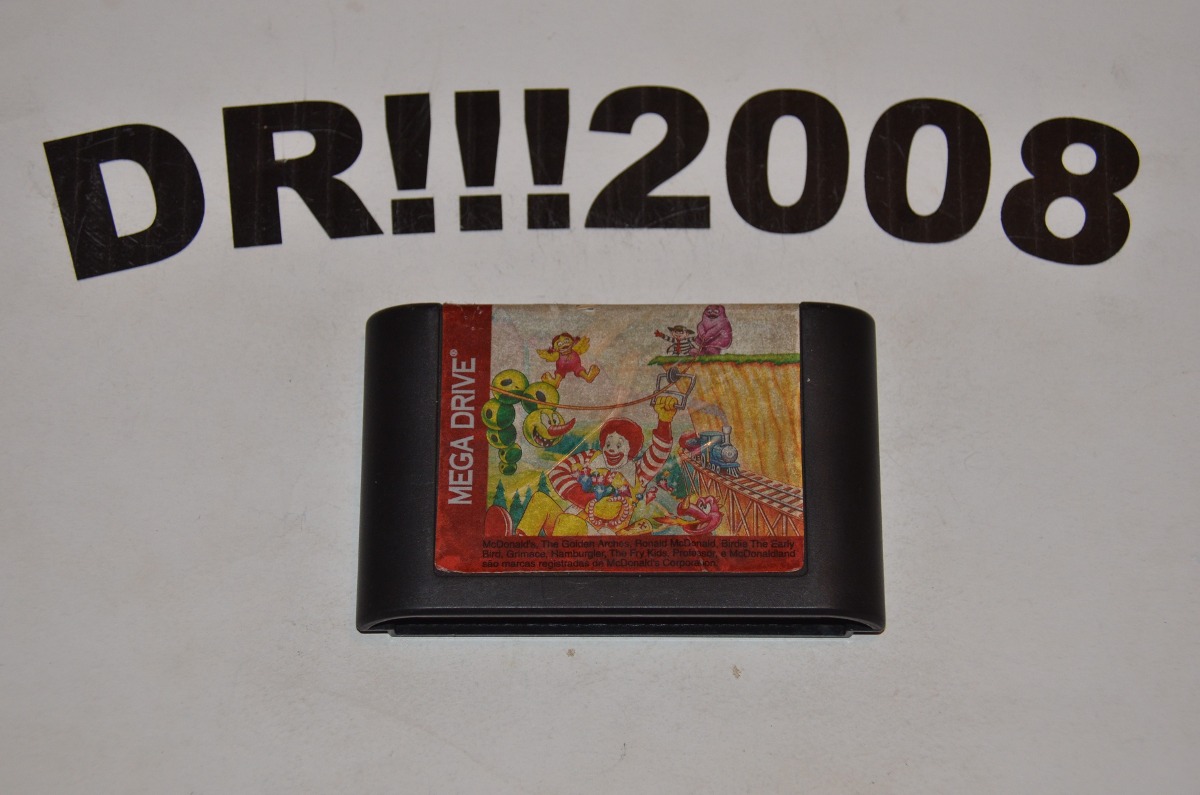 DR!!!2008
MEGA DRIVE®
McDonald's, The Golden Arches, Ronald McDonald, Birdie The Early
Bird, Grimace, Hamburglar, The Fry Kids, Professor, e McDonaldland
são marcas registradas de McDonald's Corporation.